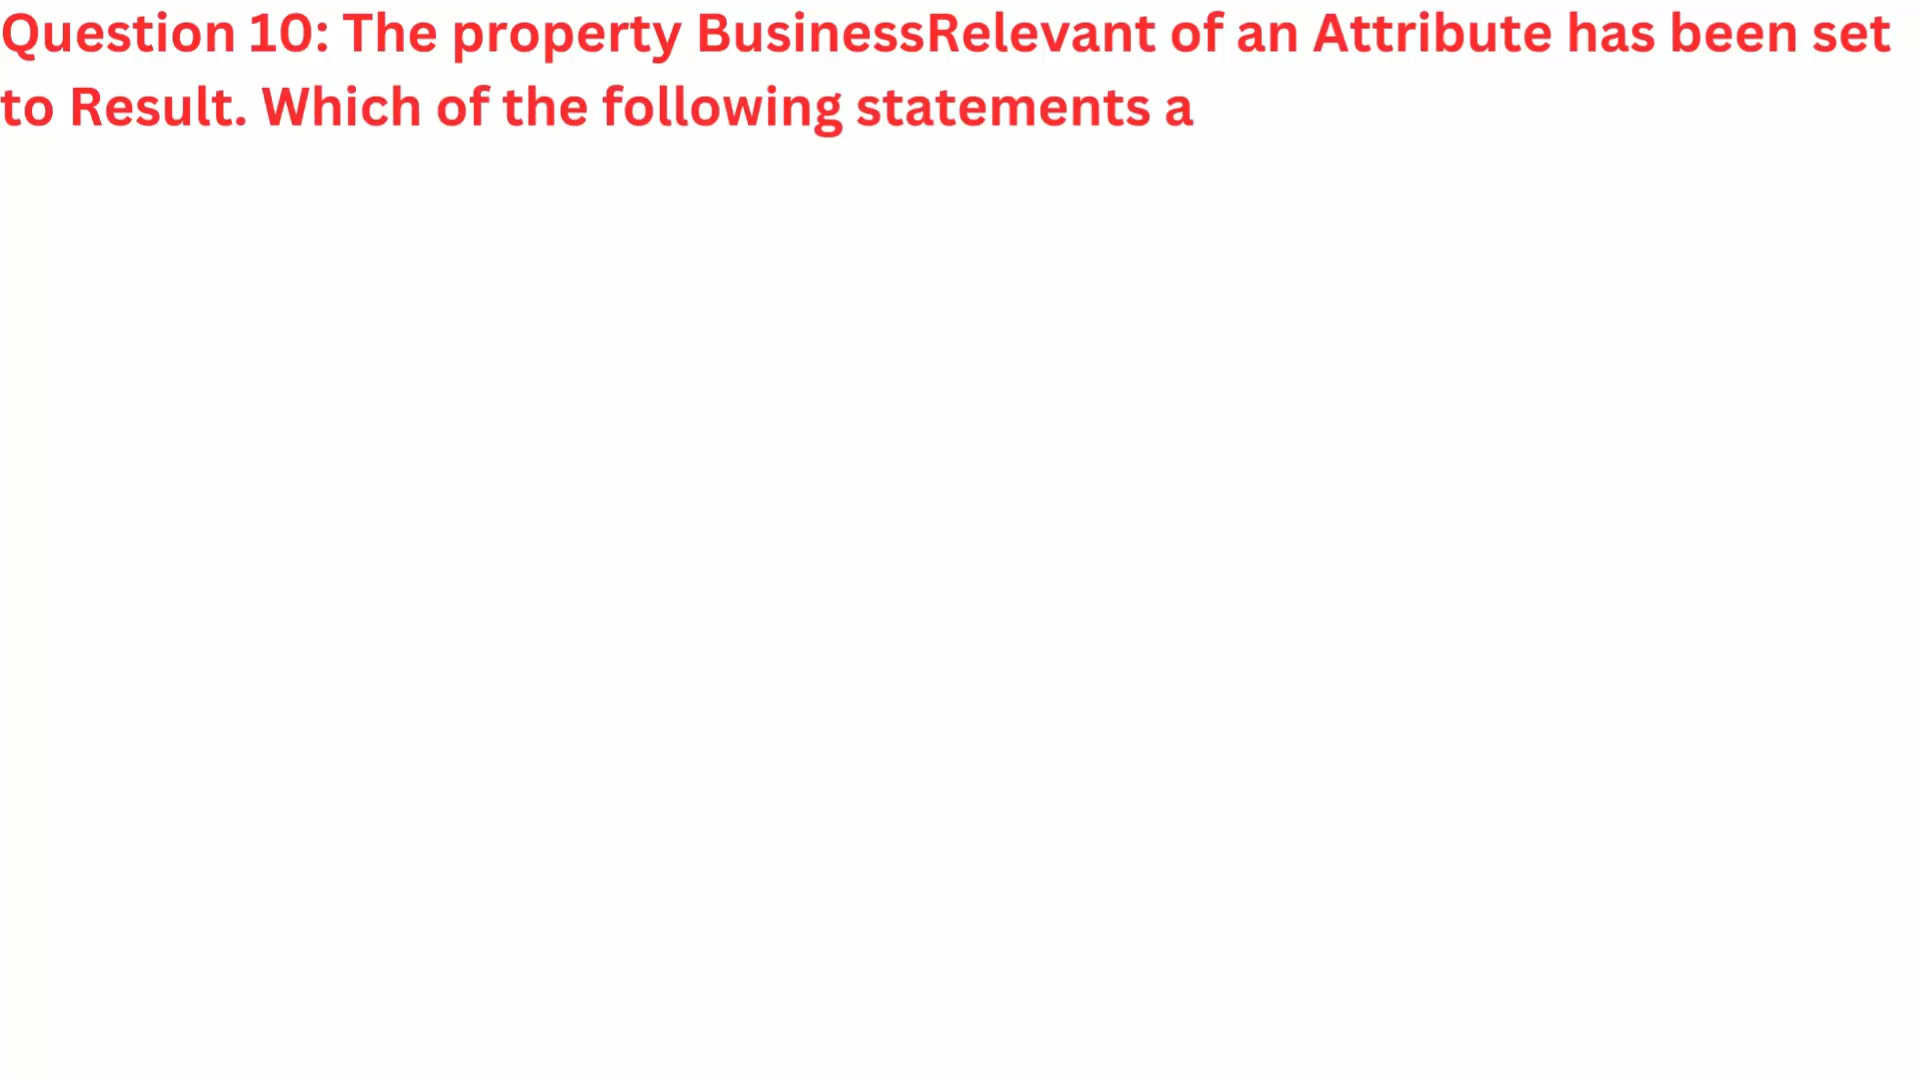 Question 10: The property BusinessRelevant of an Attribute has been set
to Result. Which of the following statements a